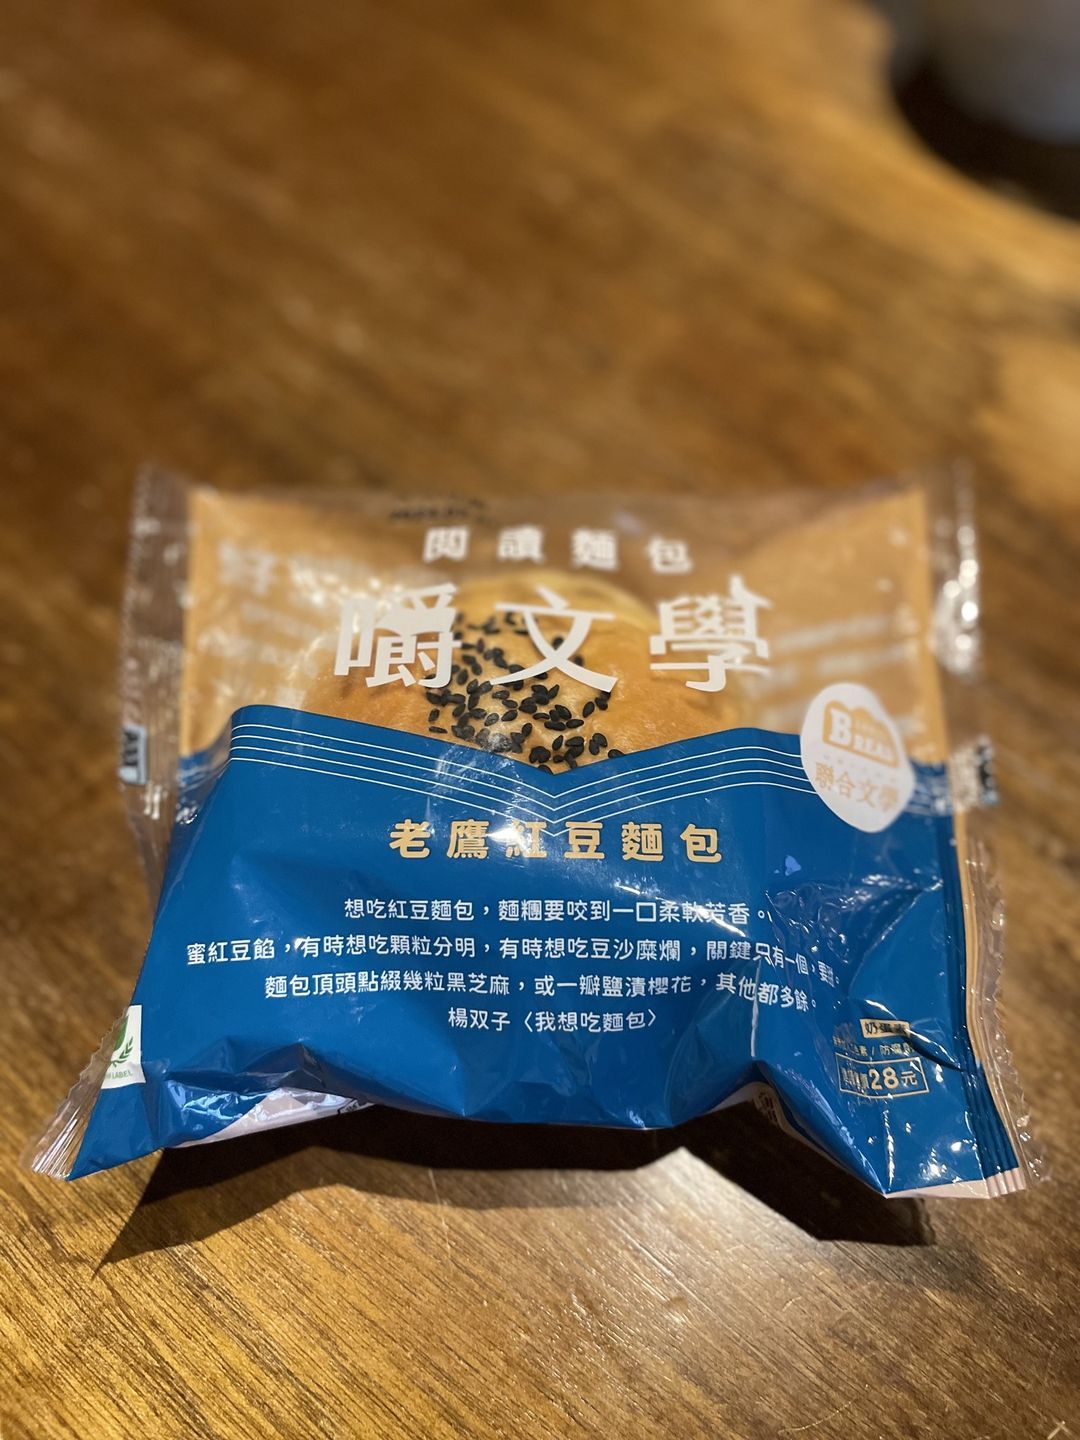 閱讀麵包
嚼文學
BREAD
聯合文學
老鷹紅豆麵包
想吃紅豆麵包，麵糰要咬到一口柔軟芳香。
蜜紅豆餡，有時想吃顆粒分明，有時想吃豆沙糜爛，關鍵只有一個，要甜。
麵包頂頭點綴幾粒黑芝麻，或一瓣鹽漬櫻花，其他都多餘。
楊双子〈我想吃麵包〉
奶蛋素
28元
LABEL